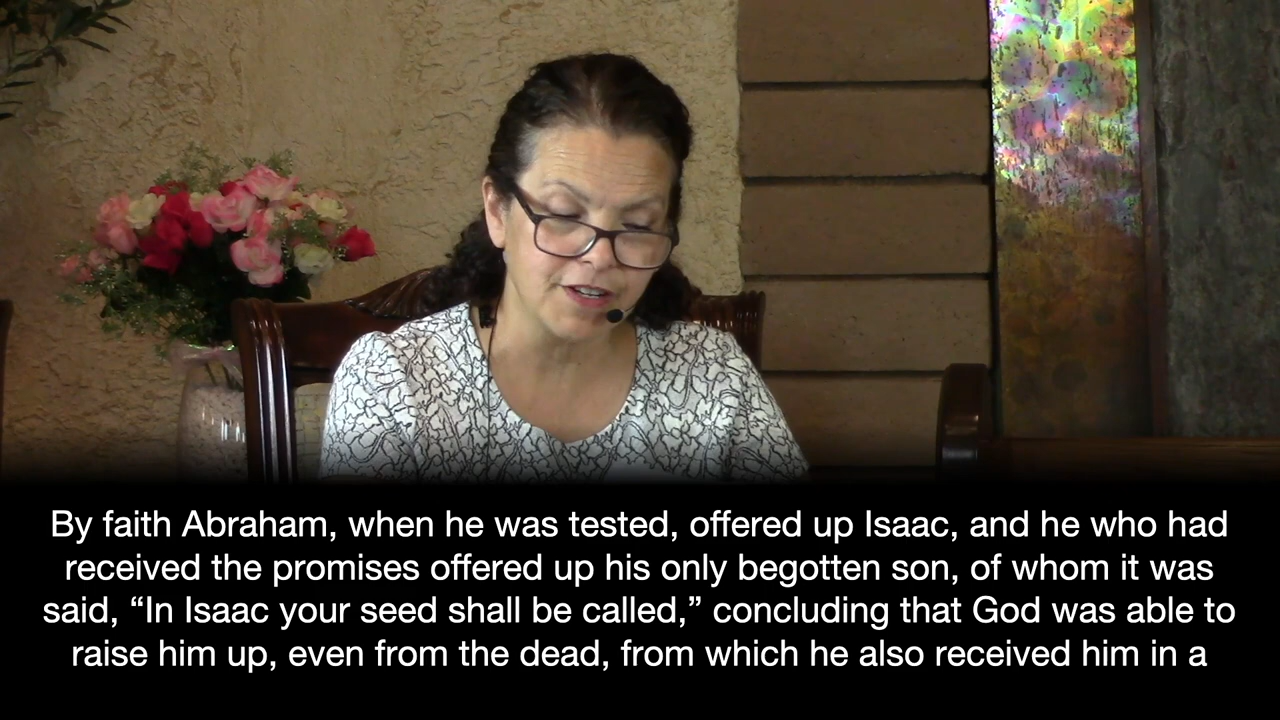 By faith Abraham, when he was tested, offered up Isaac, and he who had
received the promises offered up his only begotten son, of whom it was
said, “In Isaac your seed shall be called,” concluding that God was able to
raise him up, even from the dead, from which he also received him in a